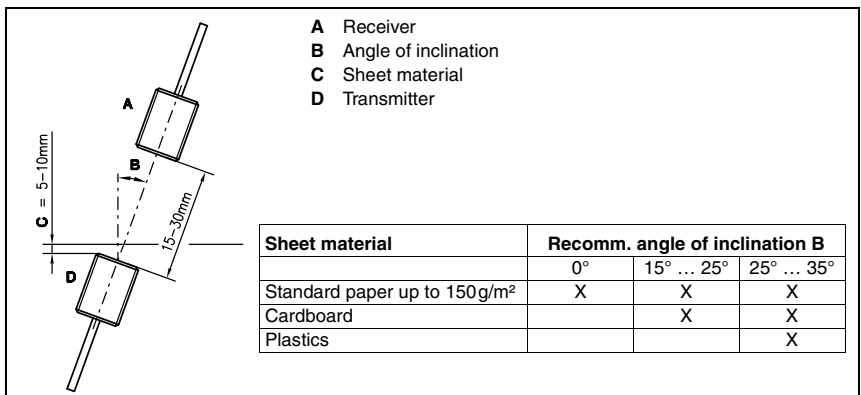 A Receiver
B Angle of inclination
C Sheet material
D Transmitter
A
B
C = 5–10mm
15–30mm
D
Sheet material Recomm. angle of inclination B
0° 15° … 25° 25° … 35°
Standard paper up to 150g/m² X X X
Cardboard X X
Plastics X